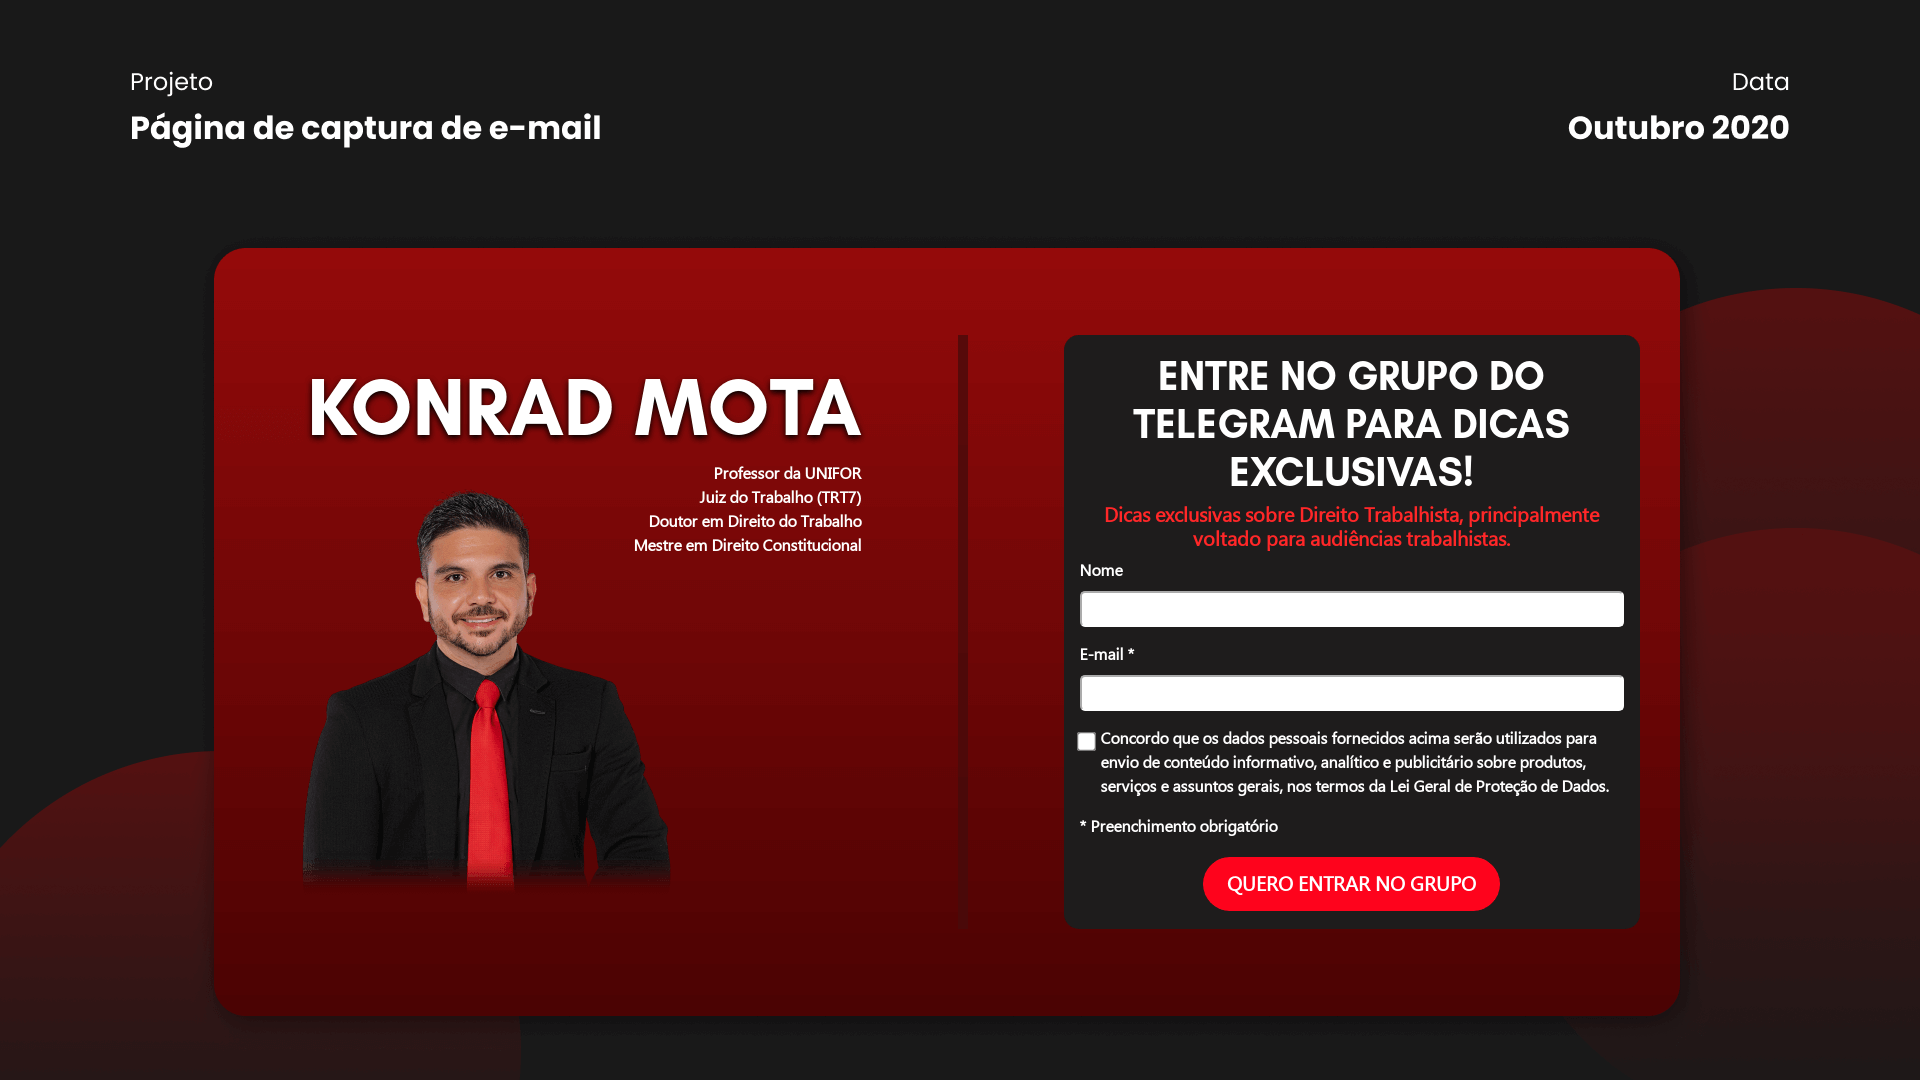 Projeto
Página de captura de e-mail
Data
Outubro 2020
KONRAD MOTA
Professor da UNIFOR
Juiz do Trabalho (TRT7)
Doutor em Direito do Trabalho
Mestre em Direito Constitucional
ENTRE NO GRUPO DO
TELEGRAM PARA DICAS
EXCLUSIVAS!
Dicas exclusivas sobre Direito Trabalhista, principalmente
voltado para audiências trabalhistas.
Nome
E-mail *
Concordo que os dados pessoais fornecidos acima serão utilizados para
envio de conteúdo informativo, analítico e publicitário sobre produtos,
serviços e assuntos gerais, nos termos da Lei Geral de Proteção de Dados.
* Preenchimento obrigatório
QUERO ENTRAR NO GRUPO